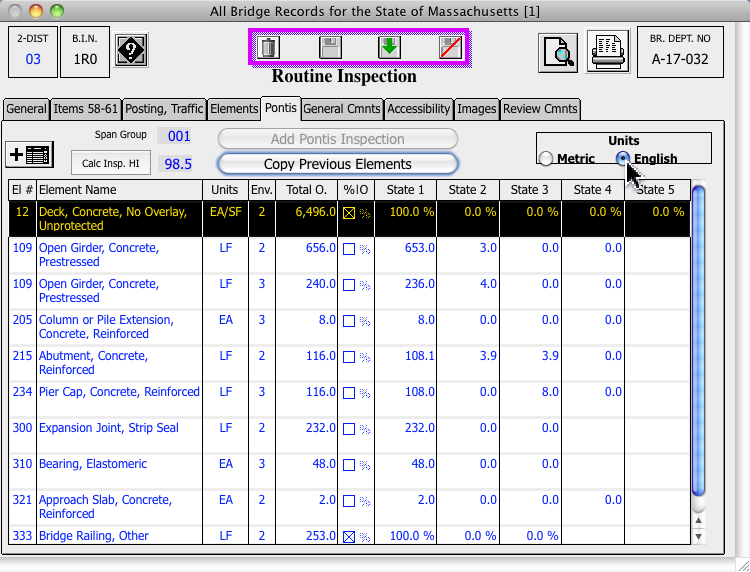 All Bridge Records for the State of Massachusetts [1]
2-DIST
03
B.I.N.
1R0
?
Routine Inspection
BR. DEPT. NO
A-17-032
General Items 58-61 Posting, Traffic Elements Pontis General Cmnts Accessibility Images Review Cmnts
Span Group 001
Calc Insp. HI 98.5
Add Pontis Inspection
Copy Previous Elements
Units
Metric English
El # Element Name Units Env. Total Q. %IO State 1 State 2 State 3 State 4 State 5
12 Deck, Concrete, No Overlay, EA/SF 2 6,496.0 % 100.0 % 0.0 % 0.0 % 0.0 % 0.0 %
Unprotected
109 Open Girder, Concrete, LF 2 656.0 % 653.0 3.0 0.0 0.0
Prestressed
109 Open Girder, Concrete, LF 3 240.0 % 236.0 4.0 0.0 0.0
Prestressed
205 Column or Pile Extension, EA 3 8.0 % 8.0 0.0 0.0 0.0
Concrete, Reinforced
215 Abutment, Concrete, LF 2 116.0 % 108.1 3.9 3.9 0.0
Reinforced
234 Pier Cap, Concrete, Reinforced LF 3 116.0 % 108.0 0.0 8.0 0.0
300 Expansion Joint, Strip Seal LF 2 232.0 % 232.0 0.0 0.0
310 Bearing, Elastomeric EA 3 48.0 % 48.0 0.0 0.0
321 Approach Slab, Concrete, EA 2 2.0 % 2.0 0.0 0.0 0.0
Reinforced
333 Bridge Railing, Other LF 2 253.0 % 100.0 % 0.0 % 0.0 %